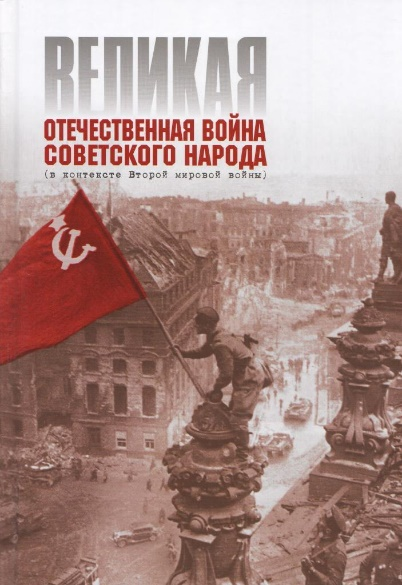 ВЕЛИКАЯ
ОТЕЧЕСТВЕННАЯ ВОЙНА
СОВЕТСКОГО НАРОДА
(в контексте Второй мировой войны)